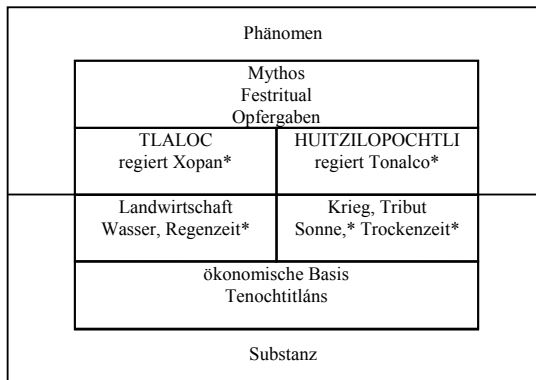 Phänomen
Mythos
Festritual
Opfergaben
TLALOC
regiert Xopan*
HUITZILOPOCHTLI
regiert Tonalco*
Landwirtschaft
Wasser, Regenzeit*
Krieg, Tribut
Sonne,* Trockenzeit*
ökonomische Basis
Tenochtitláns
Substanz